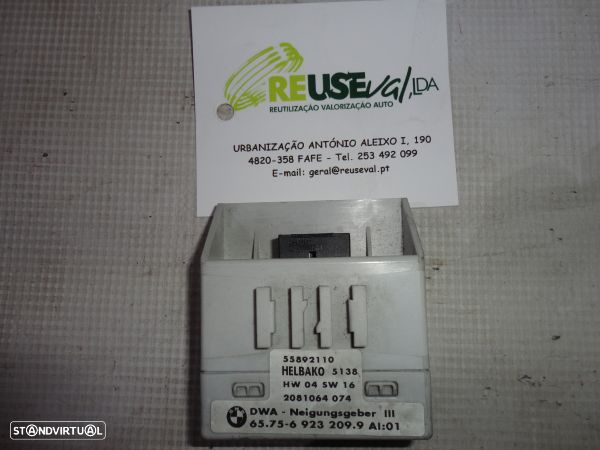 REUSEval, LDA
REUTILIZAÇÃO VALORIZAÇÃO AUTO
URBANIZAÇÃO ANTÓNIO ALEIXO I, 190
4820-358 FAFE - Tel. 253 492 099
E-mail: geral@reuseval.pt
55892110
HELBAKO 5138
HW 04 SW 16
2081064 074
DWA - Neigungsgeber III
65.75-6 923 209.9 AI:01
STANDVIRTUAL